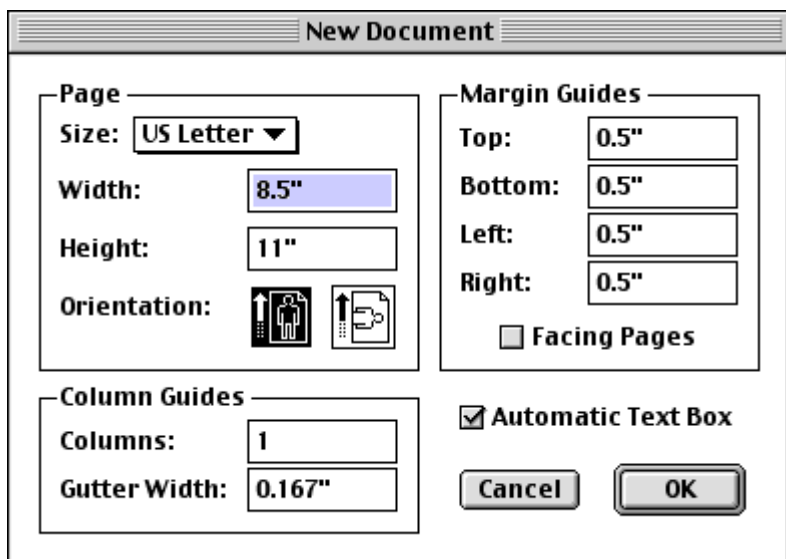 New Document
Page
Size: US Letter
Width: 8.5"
Height: 11"
Orientation:
Margin Guides
Top: 0.5"
Bottom: 0.5"
Left: 0.5"
Right: 0.5"
Facing Pages
Column Guides
Columns: 1
Gutter Width: 0.167"
Automatic Text Box
Cancel OK